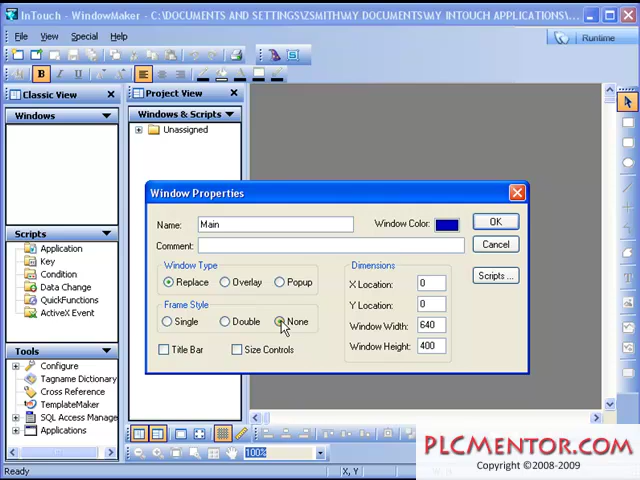 InTouch - WindowMaker - C:\DOCUMENTS AND SETTINGS\ZSMITH\MY DOCUMENTS\MY INTOUCH APPLICATIONS\...
File View Special Help
Runtime
B I U
Classic View
Project View
Windows
Windows & Scripts
Unassigned
Scripts
Application
Key
Condition
Data Change
QuickFunctions
ActiveX Event
Tools
Configure
Tagname Dictionary
Cross Reference
TemplateMaker
SQL Access Manag
Applications
Window Properties
Name: Main
Window Color:
OK
Comment:
Cancel
Window Type
Replace Overlay Popup
Frame Style
Single Double None
Title Bar Size Controls
Dimensions
X Location: 0
Y Location: 0
Window Width: 640
Window Height: 400
Scripts ...
100%
Ready
X, Y
PLCMENTOR.COM
Copyright ©2008-2009